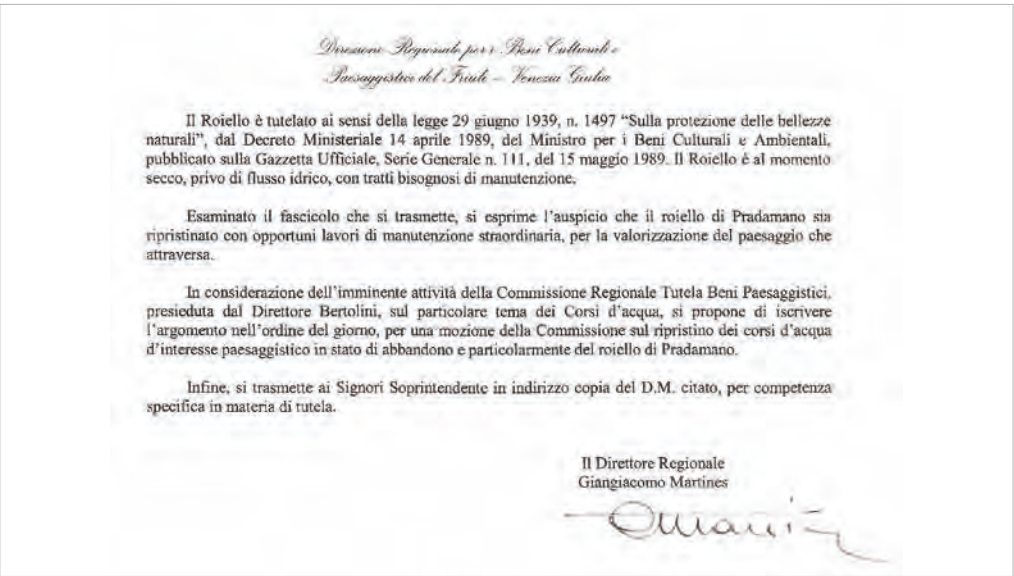 Direzione Regionale per i Beni Culturali e
Paesaggistici del Friuli – Venezia Giulia
Il Roiello è tutelato ai sensi della legge 29 giugno 1939, n. 1497 “Sulla protezione delle bellezze
naturali”, dal Decreto Ministeriale 14 aprile 1989, del Ministro per i Beni Culturali e Ambientali,
pubblicato sulla Gazzetta Ufficiale, Serie Generale n. 111, del 15 maggio 1989. Il Roiello è al momento
secco, privo di flusso idrico, con tratti bisognosi di manutenzione.
Esaminato il fascicolo che si trasmette, si esprime l’auspicio che il roiello di Pradamano sia
ripristinato con opportuni lavori di manutenzione straordinaria, per la valorizzazione del paesaggio che
attraversa.
In considerazione dell’imminente attività della Commissione Regionale Tutela Beni Paesaggistici,
presieduta dal Direttore Bertolini, sul particolare tema dei Corsi d’acqua, si propone di iscrivere
l’argomento nell’ordine del giorno, per una mozione della Commissione sul ripristino dei corsi d’acqua
d’interesse paesaggistico in stato di abbandono e particolarmente del roiello di Pradamano.
Infine, si trasmette ai Signori Soprintendente in indirizzo copia del D.M. citato, per competenza
specifica in materia di tutela.
Il Direttore Regionale
Giangiacomo Martines